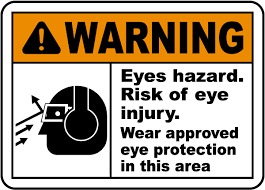 WARNING
Eyes hazard.
Risk of eye
injury.
Wear approved
eye protection
in this area